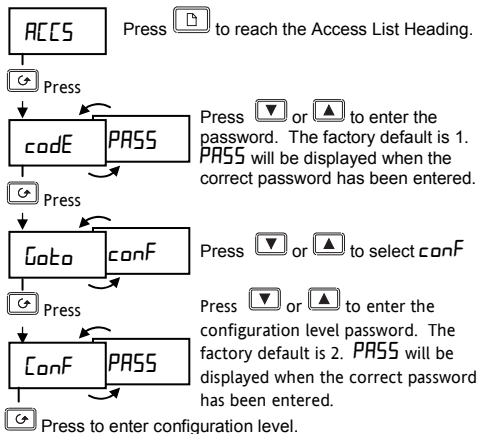 ACCS
Press to reach the Access List Heading.
Press
codE PASS
Press or to enter the
password. The factory default is 1.
PASS will be displayed when the
correct password has been entered.
Press
Goto conF
Press or to select conF
Press
ConF PASS
Press or to enter the
configuration level password. The
factory default is 2. PASS will be
displayed when the correct password
has been entered.
Press to enter configuration level.